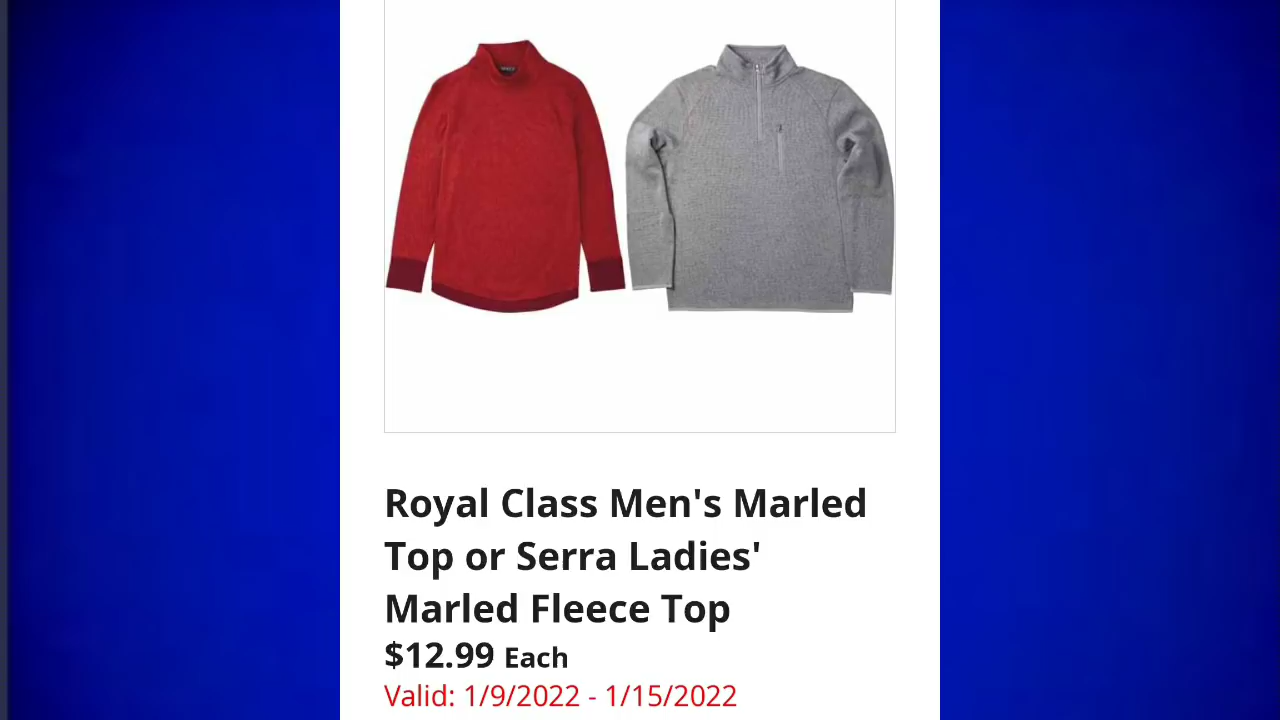 Royal Class Men's Marled
Top or Serra Ladies'
Marled Fleece Top
$12.99 Each
Valid: 1/9/2022 - 1/15/2022